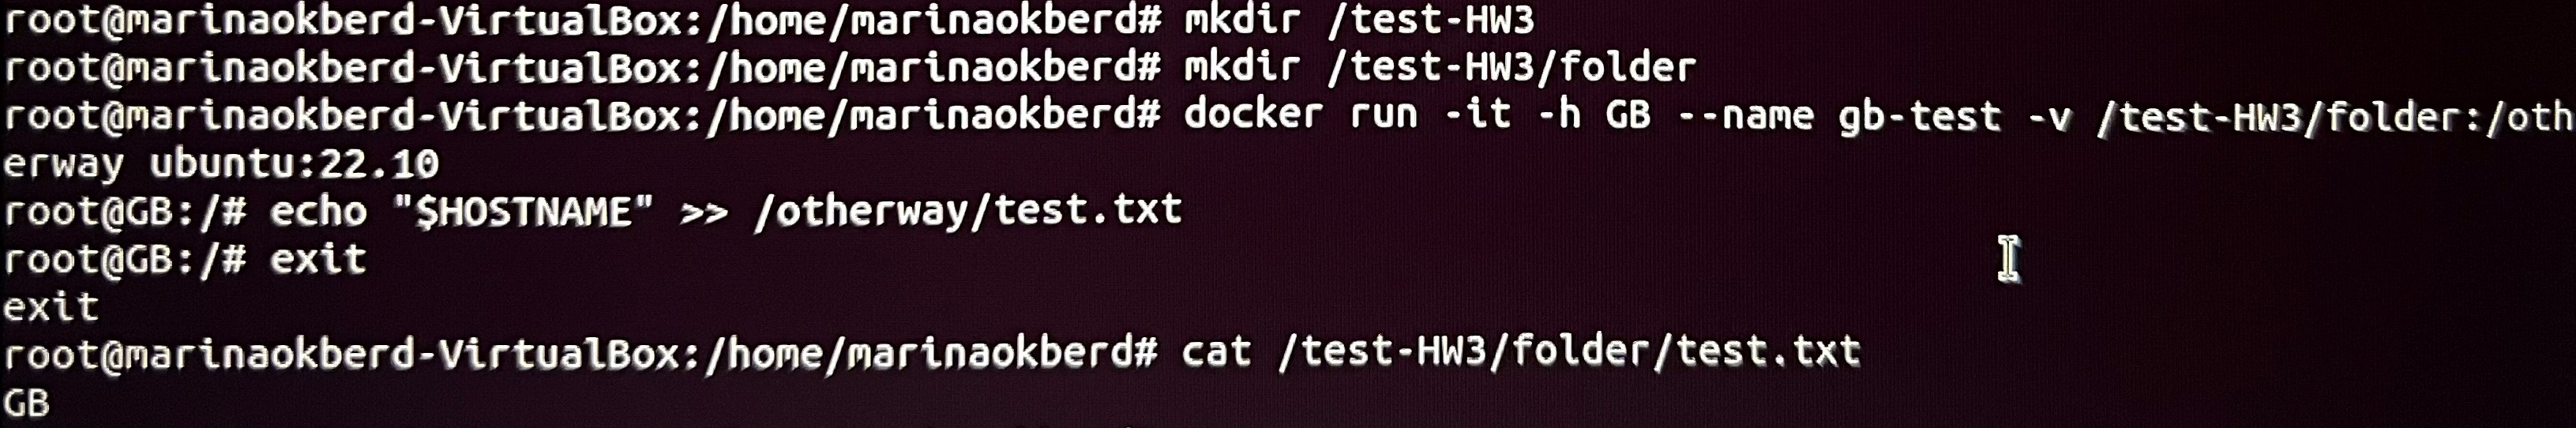 root@marinaokberd-VirtualBox:/home/marinaokberd# mkdir /test-HW3
root@marinaokberd-VirtualBox:/home/marinaokberd# mkdir /test-HW3/folder
root@marinaokberd-VirtualBox:/home/marinaokberd# docker run -it -h GB --name gb-test -v /test-HW3/folder:/oth
erway ubuntu:22.10
root@GB:/# echo "$HOSTNAME" >> /otherway/test.txt
root@GB:/# exit
exit
root@marinaokberd-VirtualBox:/home/marinaokberd# cat /test-HW3/folder/test.txt
GB